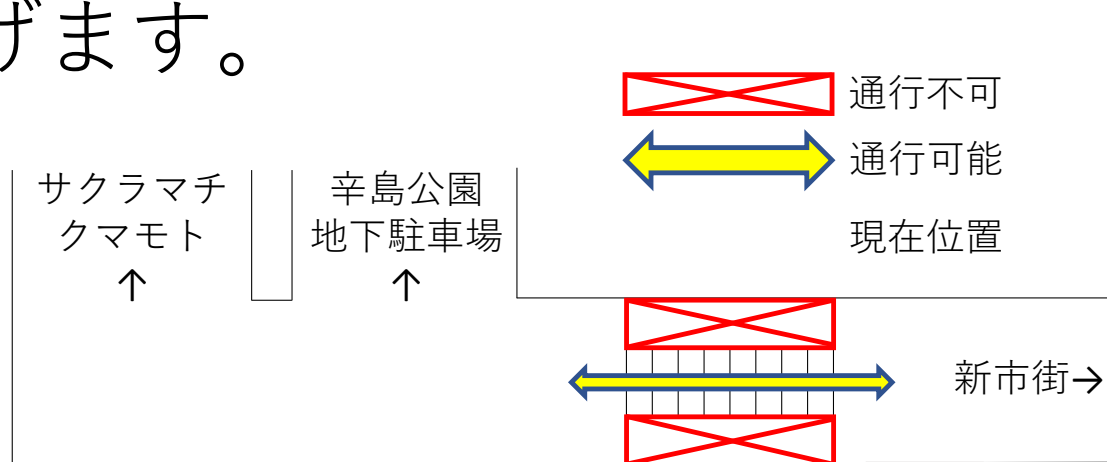 げます。
通行不可
通行可能
現在位置
サクラマチ
クマモト
↑
辛島公園
地下駐車場
↑
新市街→